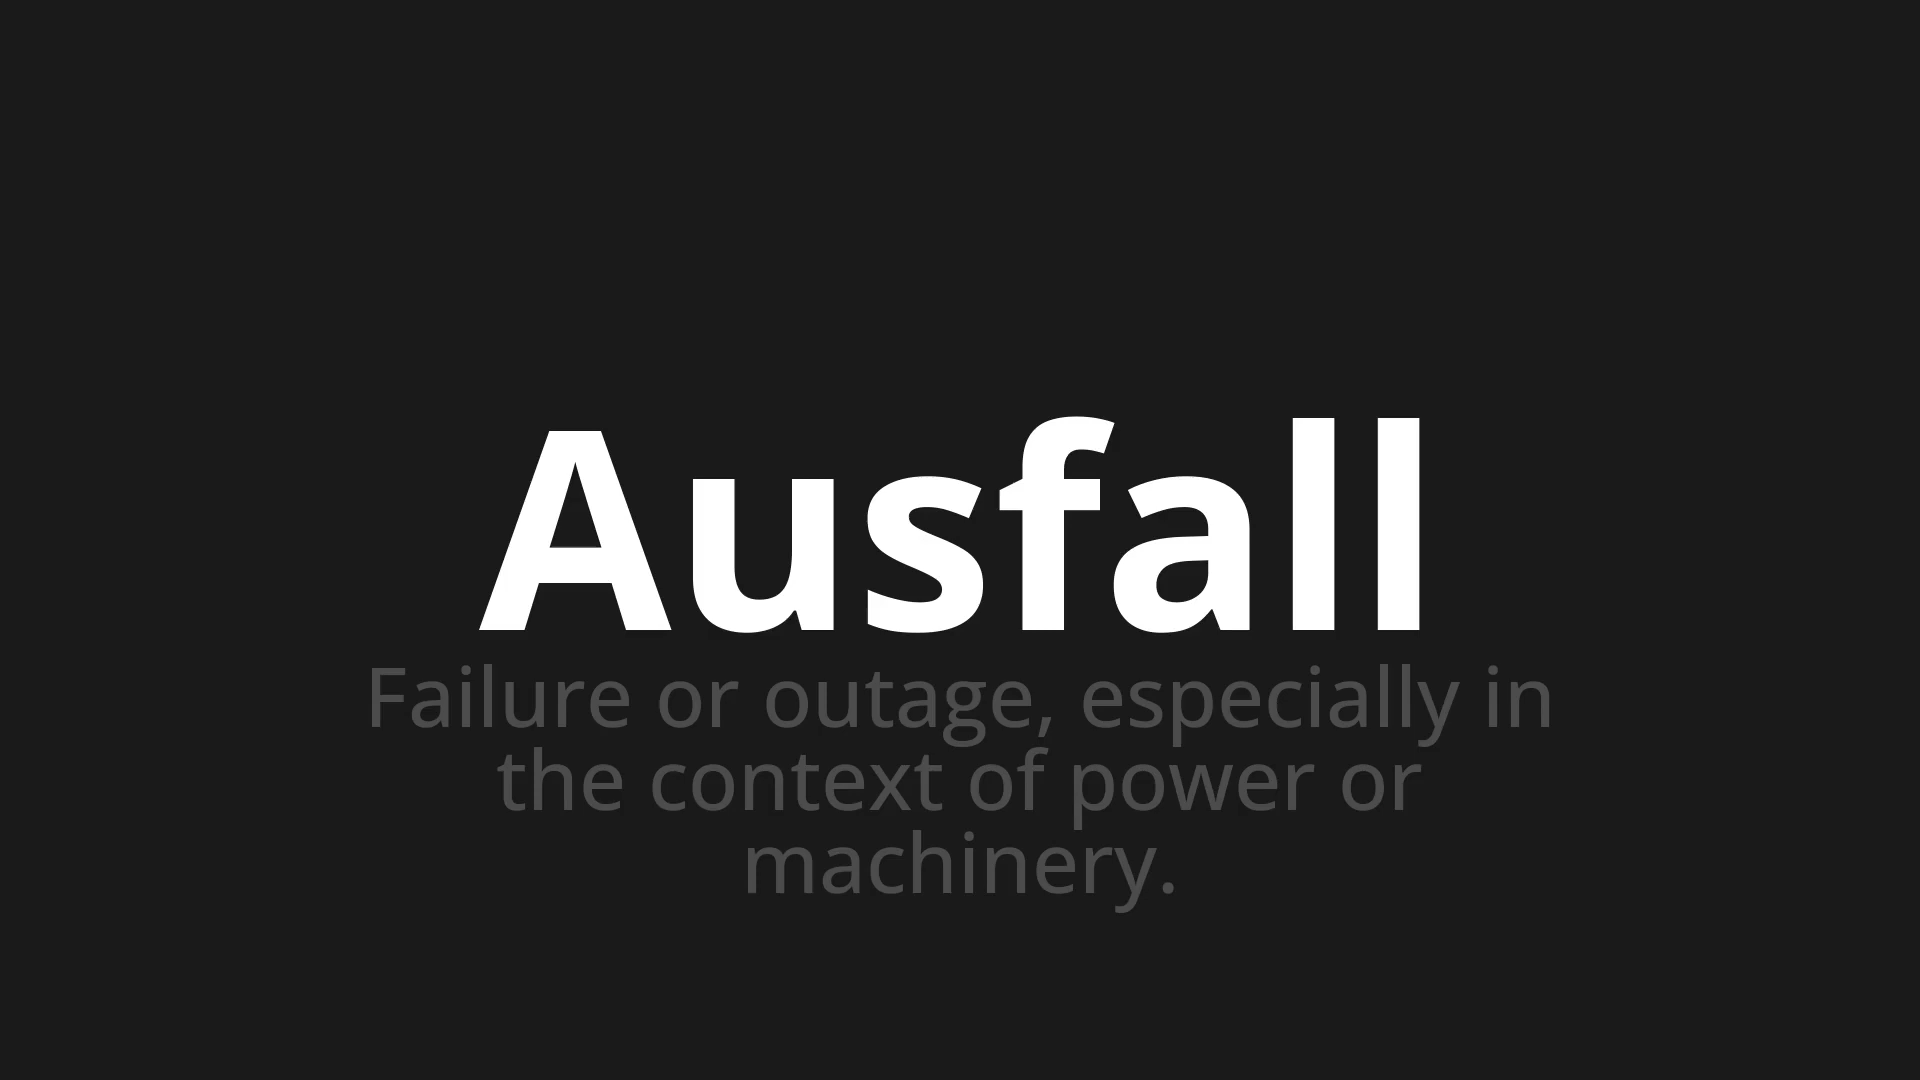 Ausfall
Failure or outage, especially in
the context of power or
machinery.